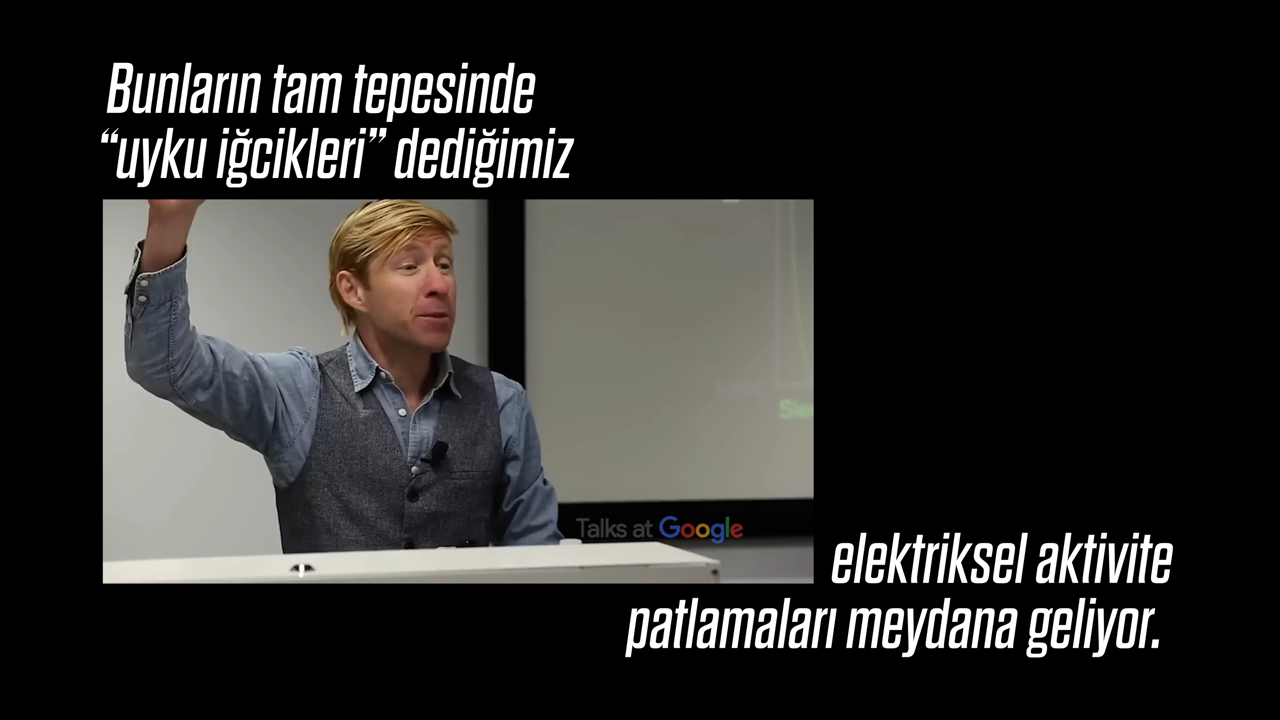 Bunların tam tepesinde
“uyku iğcikleri” dediğimiz
Talks at Google
elektriksel aktivite
patlamaları meydana geliyor.